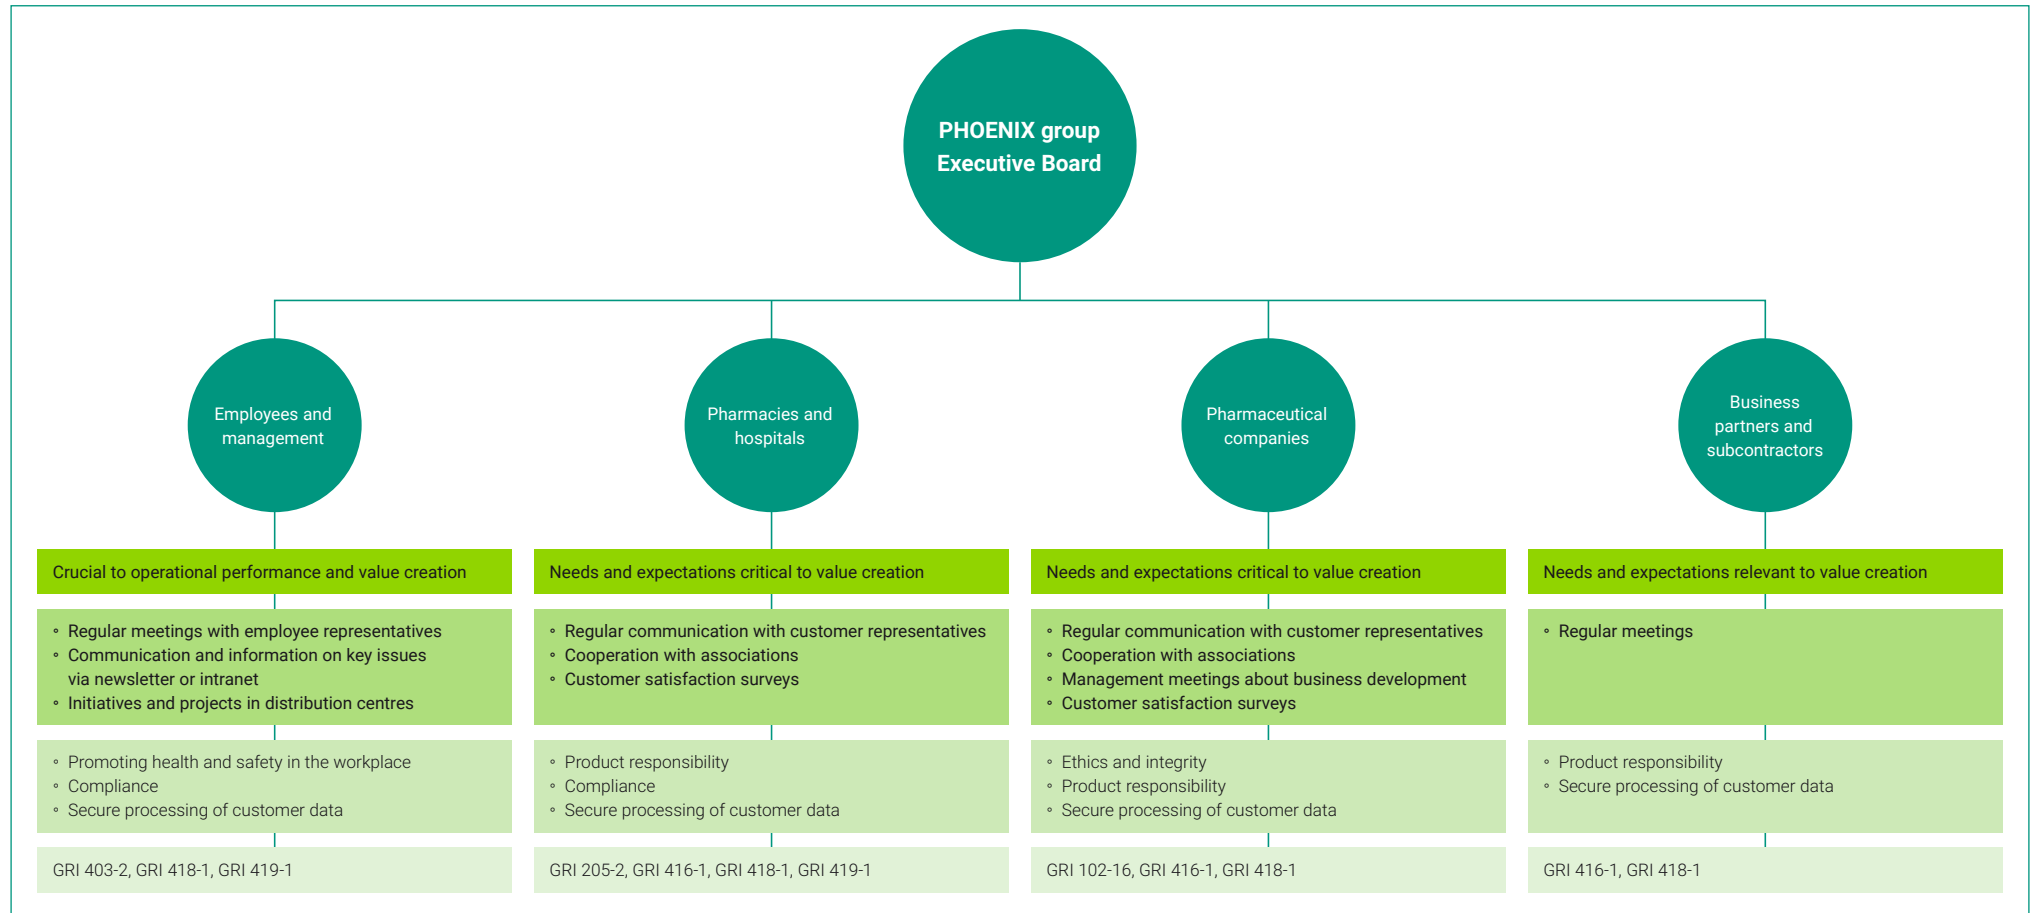 PHOENIX group
Executive Board
Employees and
management
Pharmacies and
hospitals
Pharmaceutical
companies
Business
partners and
subcontractors
Crucial to operational performance and value creation
◦ Regular meetings with employee representatives
◦ Communication and information on key issues
via newsletter or intranet
◦ Initiatives and projects in distribution centres
◦ Promoting health and safety in the workplace
◦ Compliance
◦ Secure processing of customer data
GRI 403-2, GRI 418-1, GRI 419-1
Needs and expectations critical to value creation
◦ Regular communication with customer representatives
◦ Cooperation with associations
◦ Customer satisfaction surveys
◦ Product responsibility
◦ Compliance
◦ Secure processing of customer data
GRI 205-2, GRI 416-1, GRI 418-1, GRI 419-1
Needs and expectations critical to value creation
◦ Regular communication with customer representatives
◦ Cooperation with associations
◦ Management meetings about business development
◦ Customer satisfaction surveys
◦ Ethics and integrity
◦ Product responsibility
◦ Secure processing of customer data
GRI 102-16, GRI 416-1, GRI 418-1
Needs and expectations relevant to value creation
◦ Regular meetings
◦ Product responsibility
◦ Secure processing of customer data
GRI 416-1, GRI 418-1